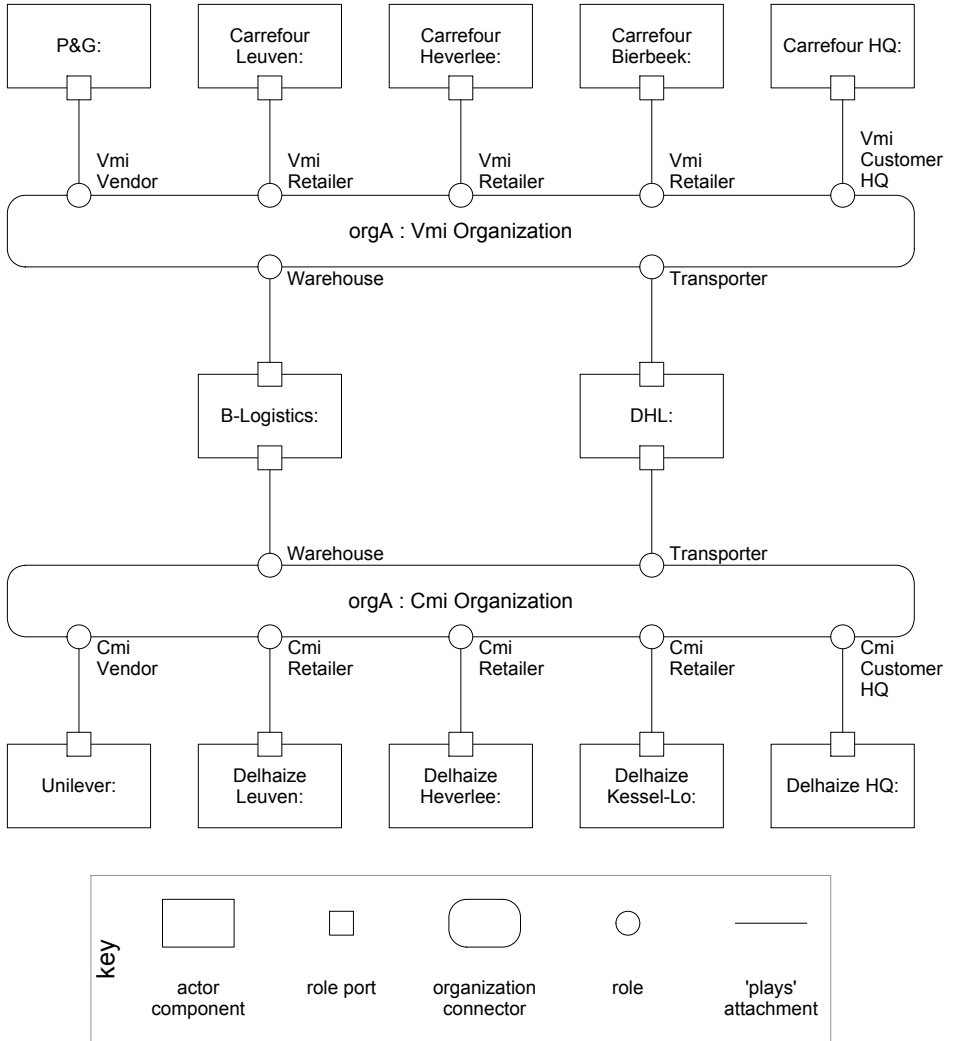 P&G:
Carrefour
Leuven:
Carrefour
Heverlee:
Carrefour
Bierbeek:
Carrefour HQ:
Vmi
Vendor
Vmi
Retailer
Vmi
Retailer
Vmi
Retailer
Vmi
Customer
HQ
orgA : Vmi Organization
Warehouse
Transporter
B-Logistics:
DHL:
Warehouse
Transporter
orgA : Cmi Organization
Cmi
Vendor
Cmi
Retailer
Cmi
Retailer
Cmi
Retailer
Cmi
Customer
HQ
Unilever:
Delhaize
Leuven:
Delhaize
Heverlee:
Delhaize
Kessel-Lo:
Delhaize HQ:
key
actor
component
role port
organization
connector
role
'plays'
attachment